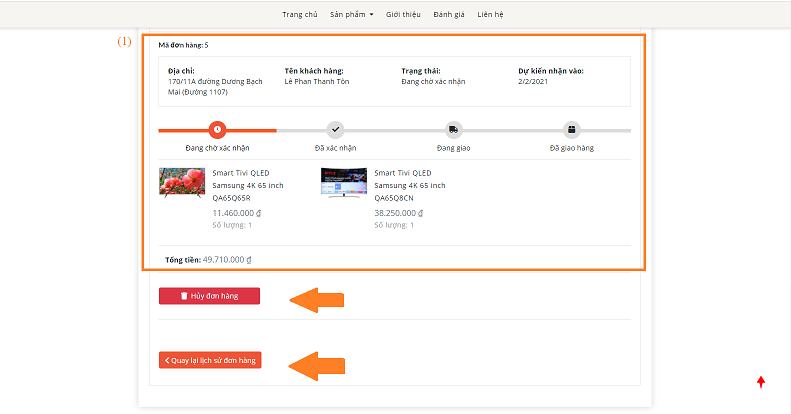 Trang chủ Sản phẩm Giới thiệu Đánh giá Liên hệ
(1)
Mã đơn hàng: 5
Địa chỉ: Tên khách hàng: Trạng thái: Dự kiến nhận vào:
170/11A đường Dương Bạch Lê Phan Thanh Tôn Đang chờ xác nhận 2/2/2021
Mai (Đường 1107)
Đang chờ xác nhận Đã xác nhận Đang giao Đã giao hàng
Smart Tivi QLED
Samsung 4K 65 inch
QA65Q65R
11.460.000 ₫
Số lượng: 1
Smart Tivi QLED
Samsung 4K 65 inch
QA65Q8CN
38.250.000 ₫
Số lượng: 1
Tổng tiền: 49.710.000 ₫
Hủy đơn hàng
Quay lại lịch sử đơn hàng